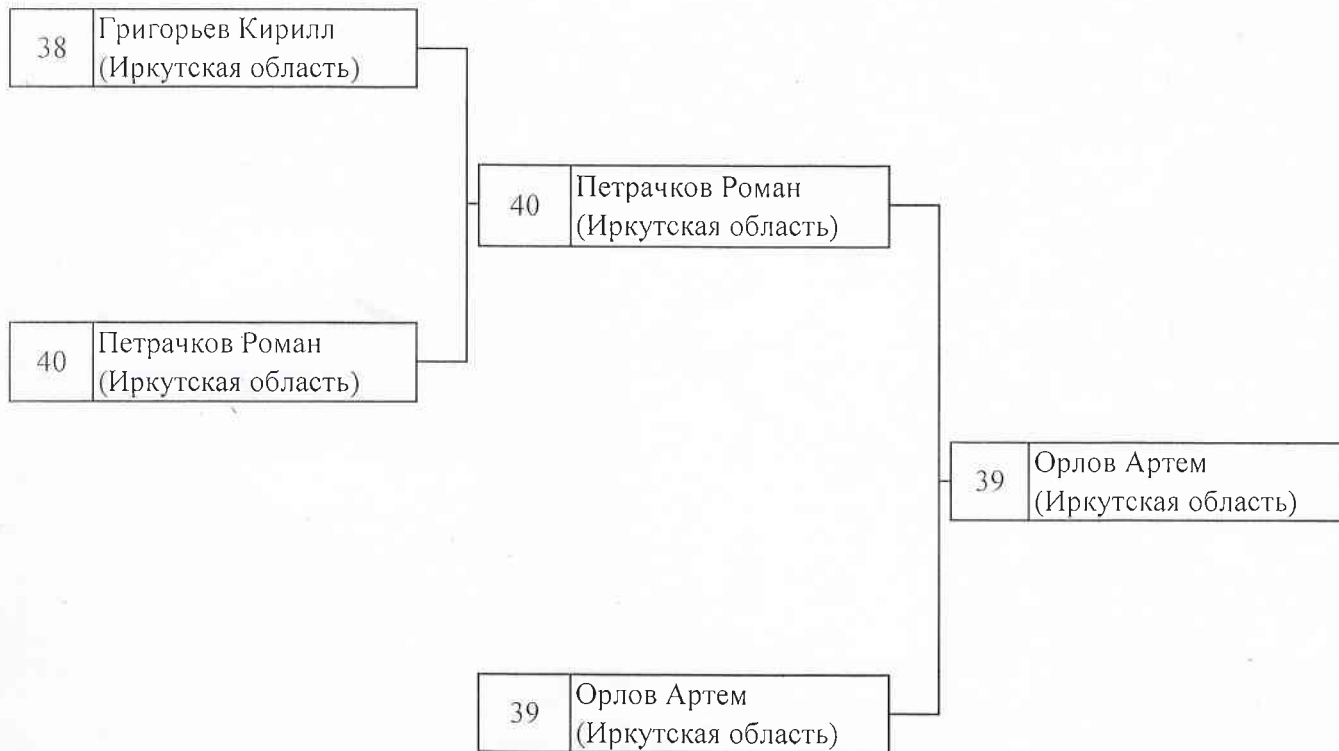 38
Григорьев Кирилл
(Иркутская область)
40
Петрачков Роман
(Иркутская область)
40
Петрачков Роман
(Иркутская область)
39
Орлов Артем
(Иркутская область)
39
Орлов Артем
(Иркутская область)